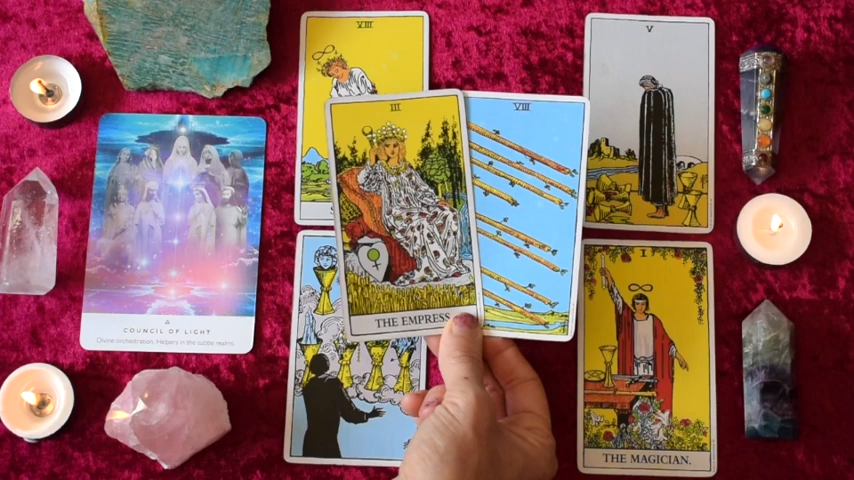 VIII
V
III
VIII
THE EMPRESS
I
COUNCIL OF LIGHT
Divine orchestration. Helpers in the subtle realms.
THE MAGICIAN.